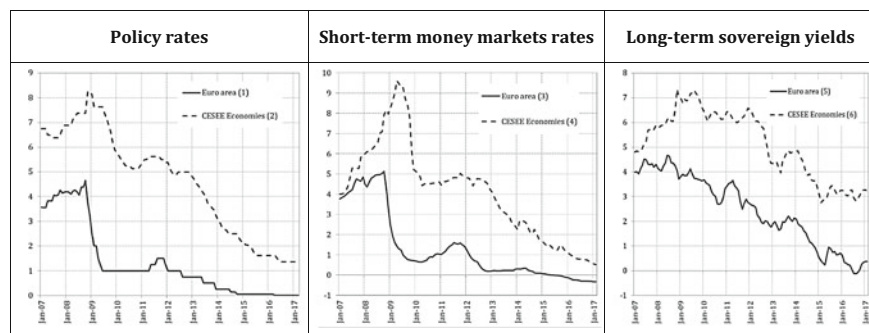 Policy rates
Short-term money markets rates
Long-term sovereign yields
9
8
7
6
5
4
3
2
1
0
Euro area (1)
CESEE Economies (2)
Jan-07
Jan-08
Jan-09
Jan-10
Jan-11
Jan-12
Jan-13
Jan-14
Jan-15
Jan-16
Jan-17
10
9
8
7
6
5
4
3
2
1
0
-1
Euro area (3)
CESEE Economies (4)
Jan-07
Jan-08
Jan-09
Jan-10
Jan-11
Jan-12
Jan-13
Jan-14
Jan-15
Jan-16
Jan-17
8
7
6
5
4
3
2
1
0
-1
Euro area (5)
CESEE Economies (6)
Jan-07
Jan-08
Jan-09
Jan-10
Jan-11
Jan-12
Jan-13
Jan-14
Jan-15
Jan-16
Jan-17